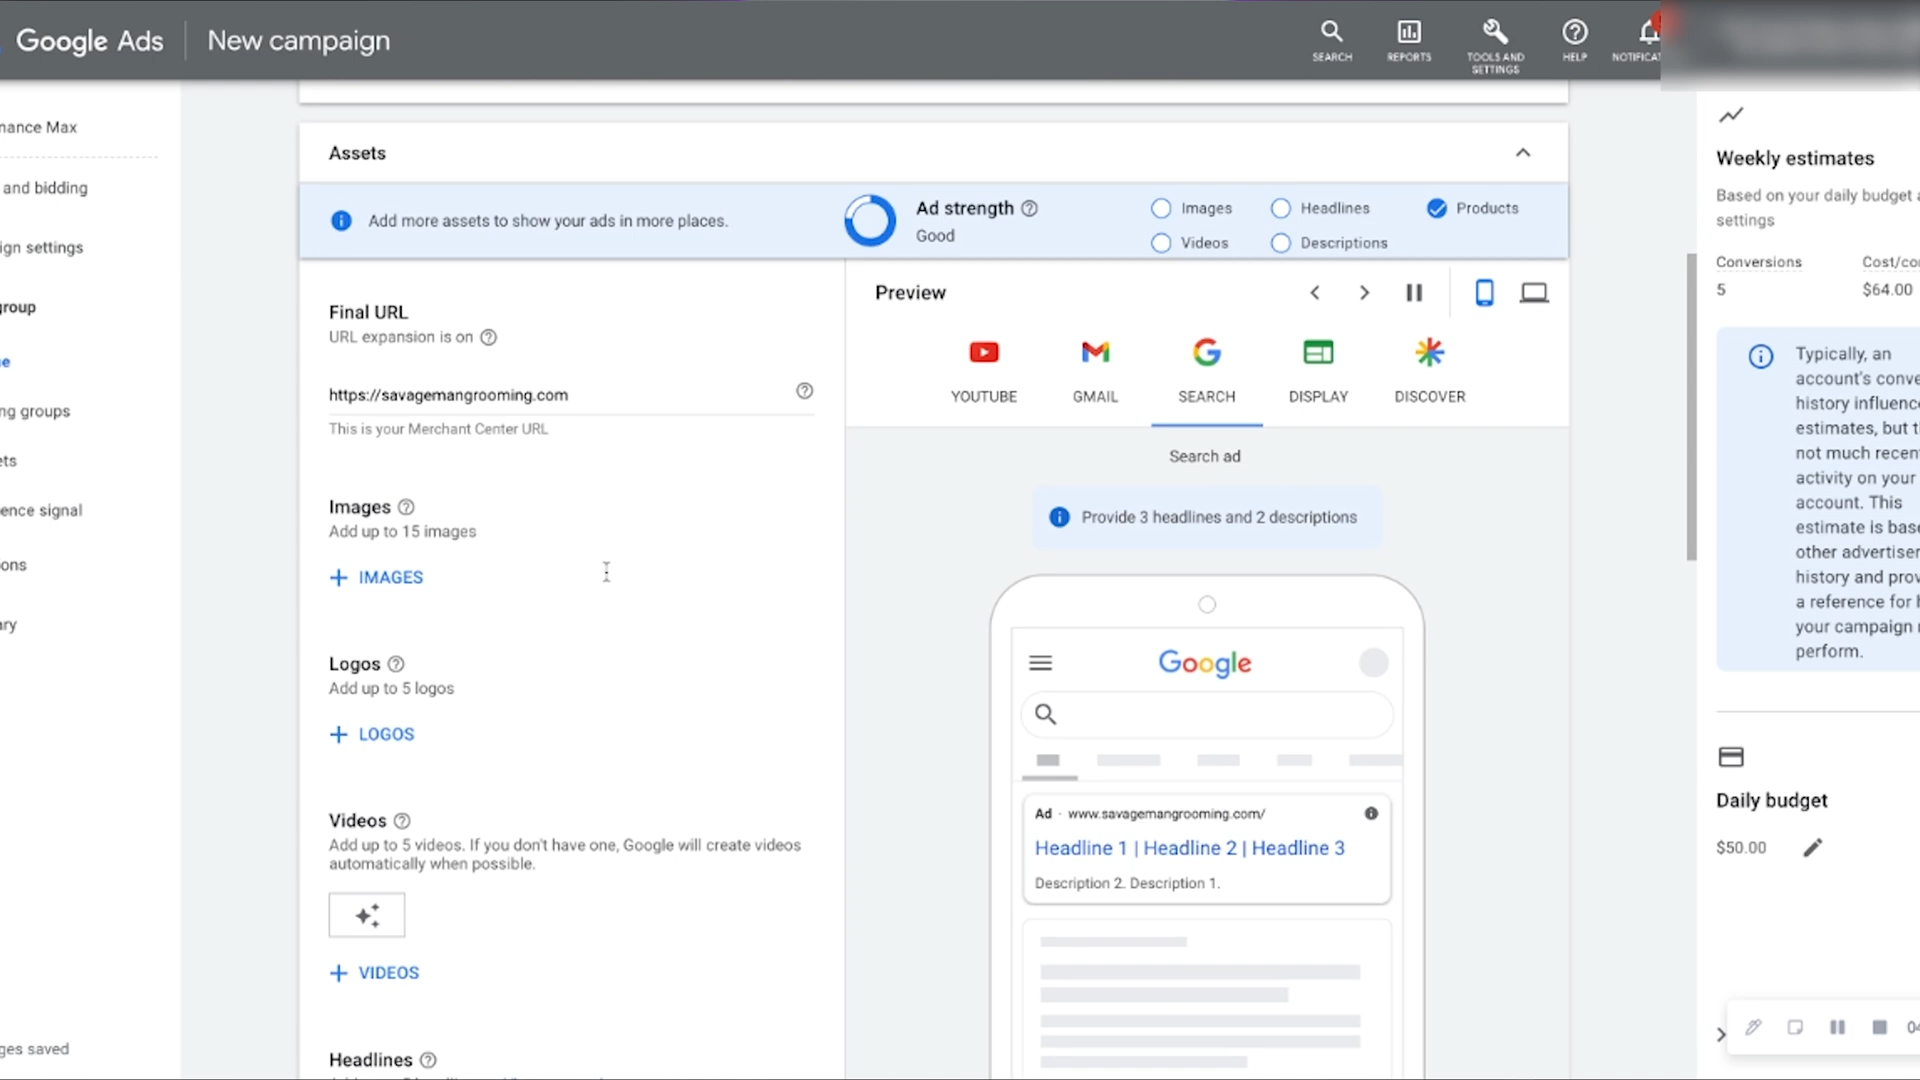 Google Ads
New campaign
SEARCH
REPORTS
TOOLS AND
SETTINGS
HELP
NOTIFICAT
nance Max
and bidding
ign settings
group
e
ng groups
ets
ence signal
ons
ary
ges saved
Assets
Add more assets to show your ads in more places.
Ad strength
Good
Images
Headlines
Products
Videos
Descriptions
Final URL
URL expansion is on
https://savagemangrooming.com
This is your Merchant Center URL
Images
Add up to 15 images
+ IMAGES
Logos
Add up to 5 logos
+ LOGOS
Videos
Add up to 5 videos. If you don't have one, Google will create videos
automatically when possible.
+ VIDEOS
Headlines
Preview
YOUTUBE
GMAIL
SEARCH
DISPLAY
DISCOVER
Search ad
Provide 3 headlines and 2 descriptions
Google
Ad · www.savagemangrooming.com/
Headline 1 | Headline 2 | Headline 3
Description 2. Description 1.
Weekly estimates
Based on your daily budget a
settings
Conversions
Cost/co
5
$64.00
Typically, an
account's conve
history influenc
estimates, but t
not much recen
activity on your
account. This
estimate is base
other advertiser
history and prov
a reference for h
your campaign
perform.
Daily budget
$50.00
04